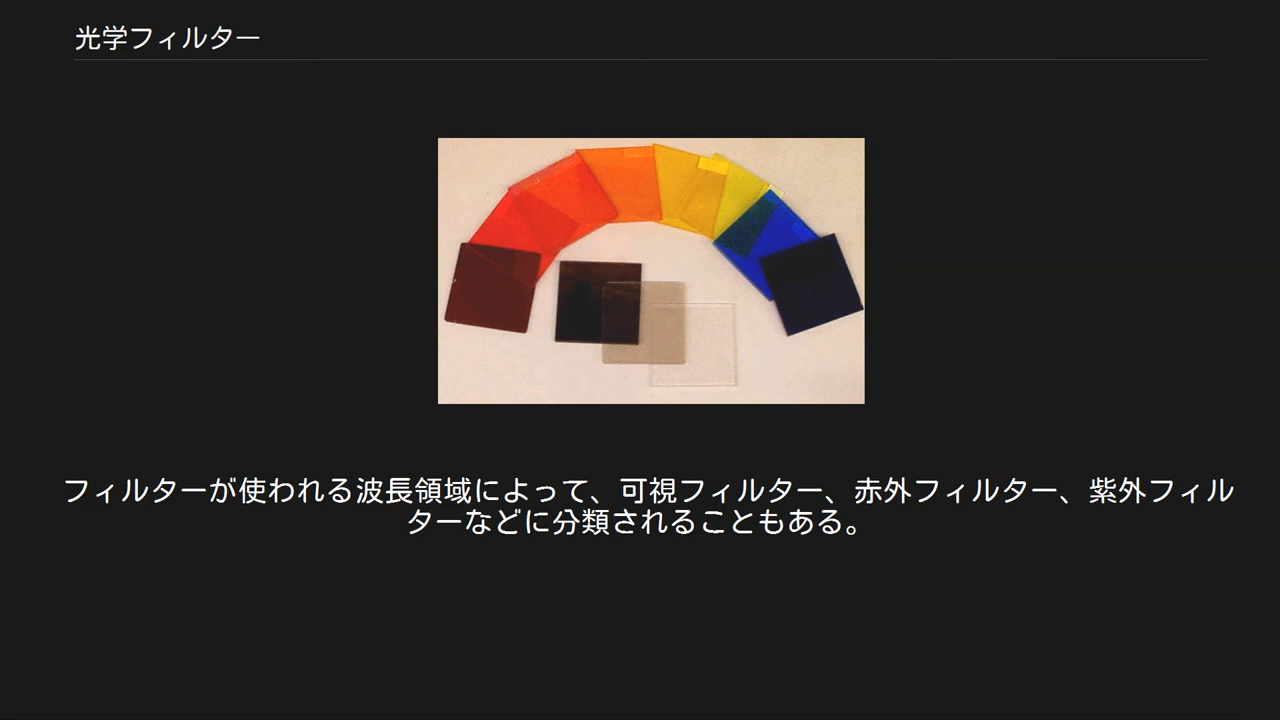 光学フィルター
フィルターが使われる波長領域によって、可視フィルター、赤外フィルター、紫外フィル
ターなどに分類されることもある。